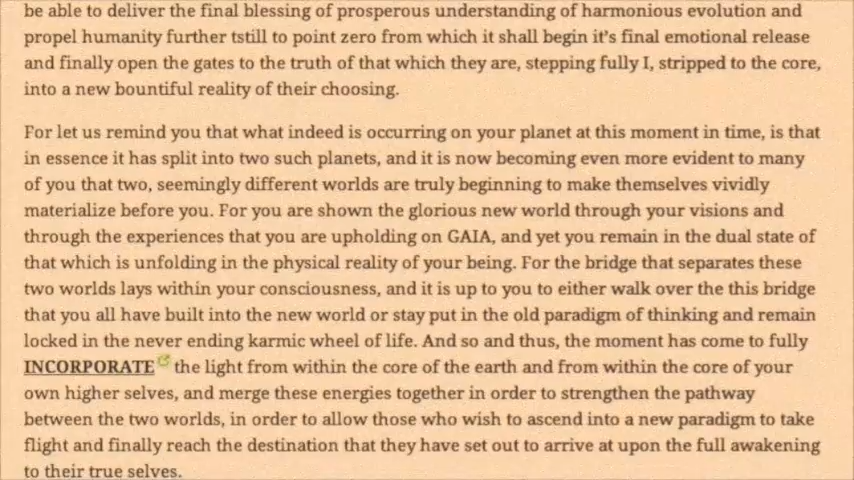 be able to deliver the final blessing of prosperous understanding of harmonious evolution and
propel humanity further tstill to point zero from which it shall begin it's final emotional release
and finally open the gates to the truth of that which they are, stepping fully I, stripped to the core,
into a new bountiful reality of their choosing.
For let us remind you that what indeed is occurring on your planet at this moment in time, is that
in essence it has split into two such planets, and it is now becoming even more evident to many
of you that two, seemingly different worlds are truly beginning to make themselves vividly
materialize before you. For you are shown the glorious new world through your visions and
through the experiences that you are upholding on GAIA, and yet you remain in the dual state of
that which is unfolding in the physical reality of your being. For the bridge that separates these
two worlds lays within your consciousness, and it is up to you to either walk over the this bridge
that you all have built into the new world or stay put in the old paradigm of thinking and remain
locked in the never ending karmic wheel of life. And so and thus, the moment has come to fully
INCORPORATE the light from within the core of the earth and from within the core of your
own higher selves, and merge these energies together in order to strengthen the pathway
between the two worlds, in order to allow those who wish to ascend into a new paradigm to take
flight and finally reach the destination that they have set out to arrive at upon the full awakening
to their true selves.